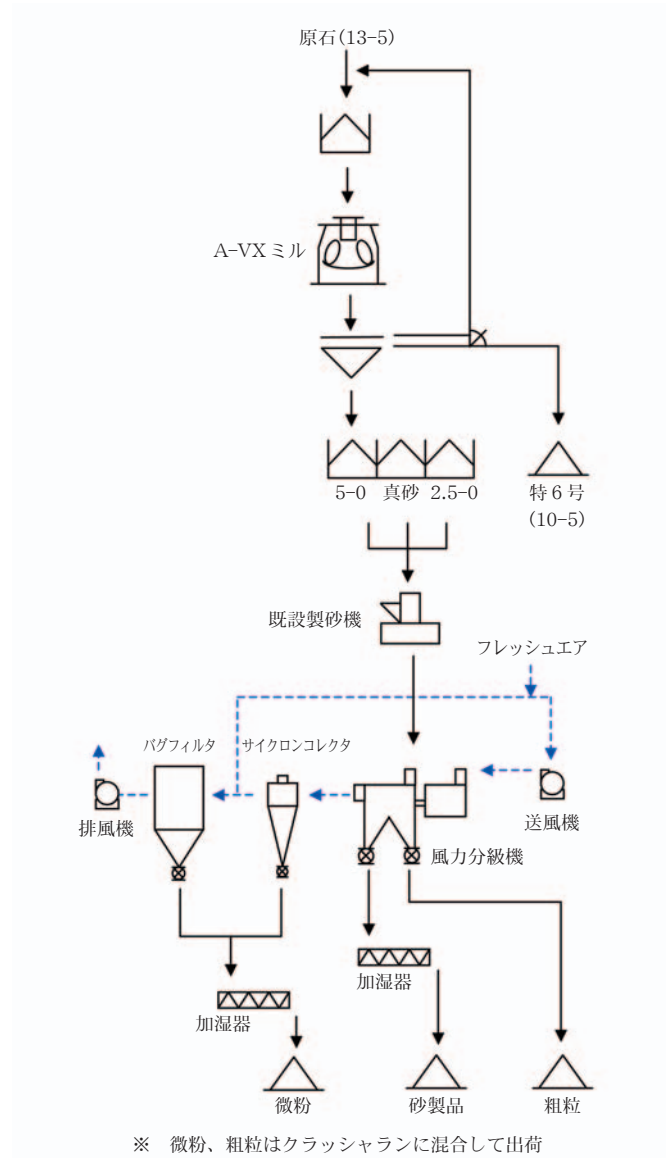 原石(13-5)
A-VXミル
5-0 真砂 2.5-0
特6号
(10-5)
既設製砂機
フレッシュエア
バグフィルタ サイクロンコレクタ
排風機
送風機
風力分級機
加湿器
加湿器
微粉
砂製品
粗粒
※ 微粉、粗粒はクラッシャランに混合して出荷